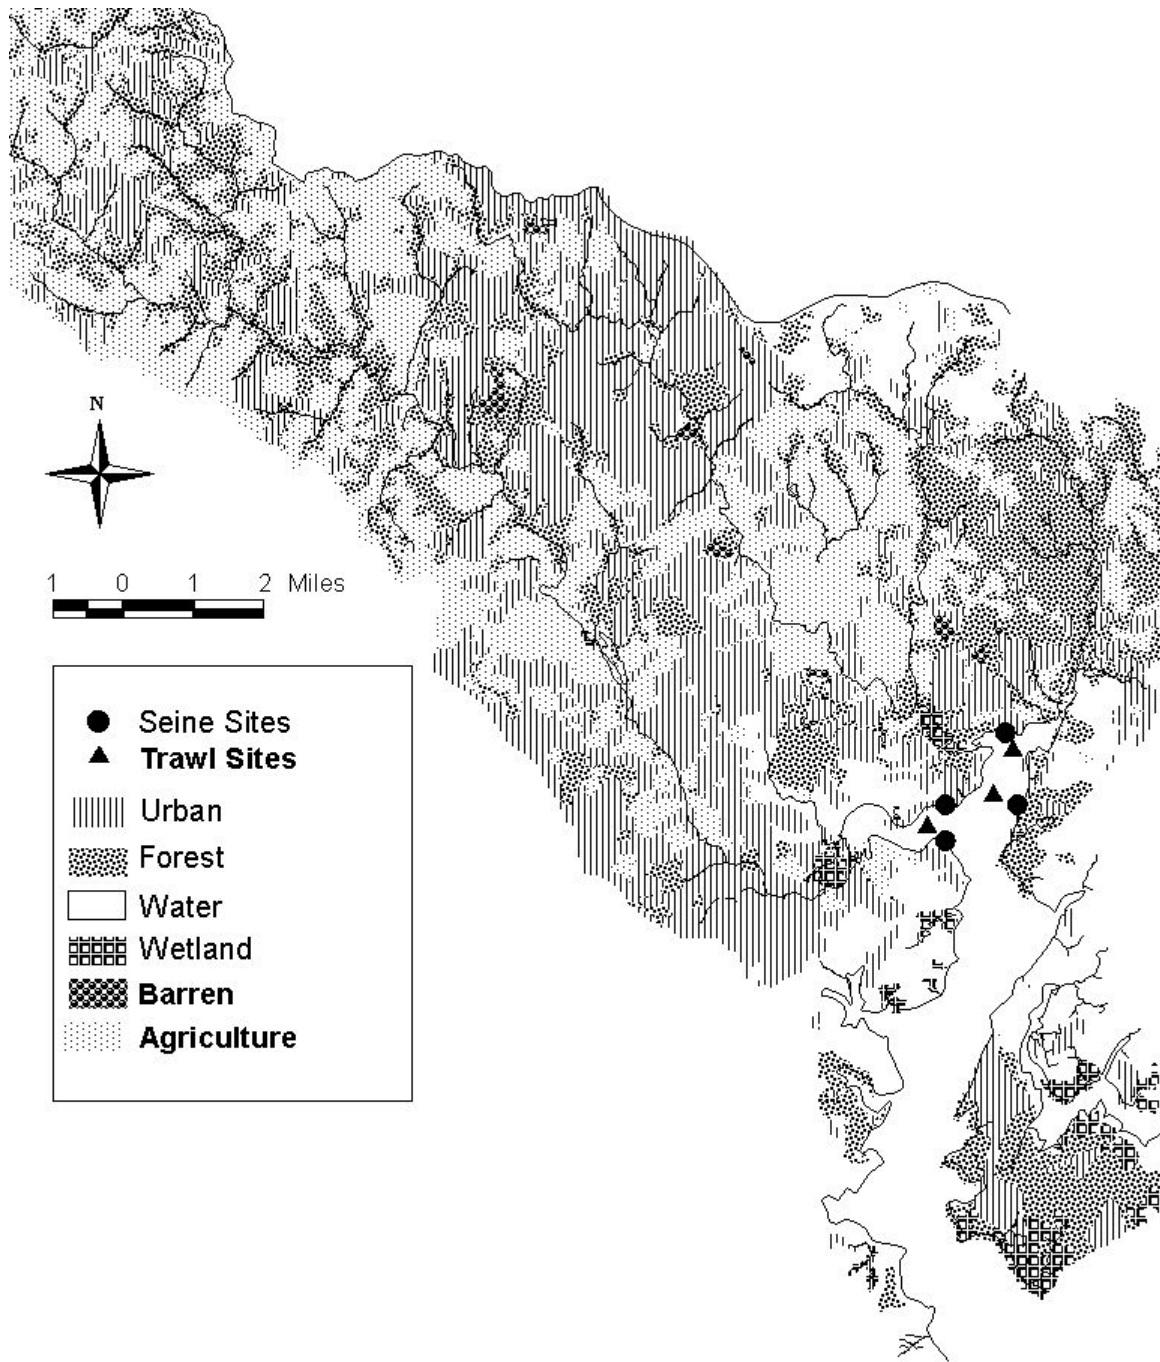 N
1 0 1 2 Miles
Seine Sites
Trawl Sites
Urban
Forest
Water
Wetland
Barren
Agriculture